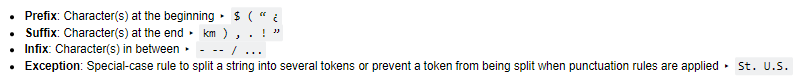 • Prefix: Character(s) at the beginning ‣ $ ( “ ¿
• Suffix: Character(s) at the end ‣ km ) , . ! ”
• Infix: Character(s) in between ‣ - -- / ...
• Exception: Special-case rule to split a string into several tokens or prevent a token from being split when punctuation rules are applied ‣ St. U.S.